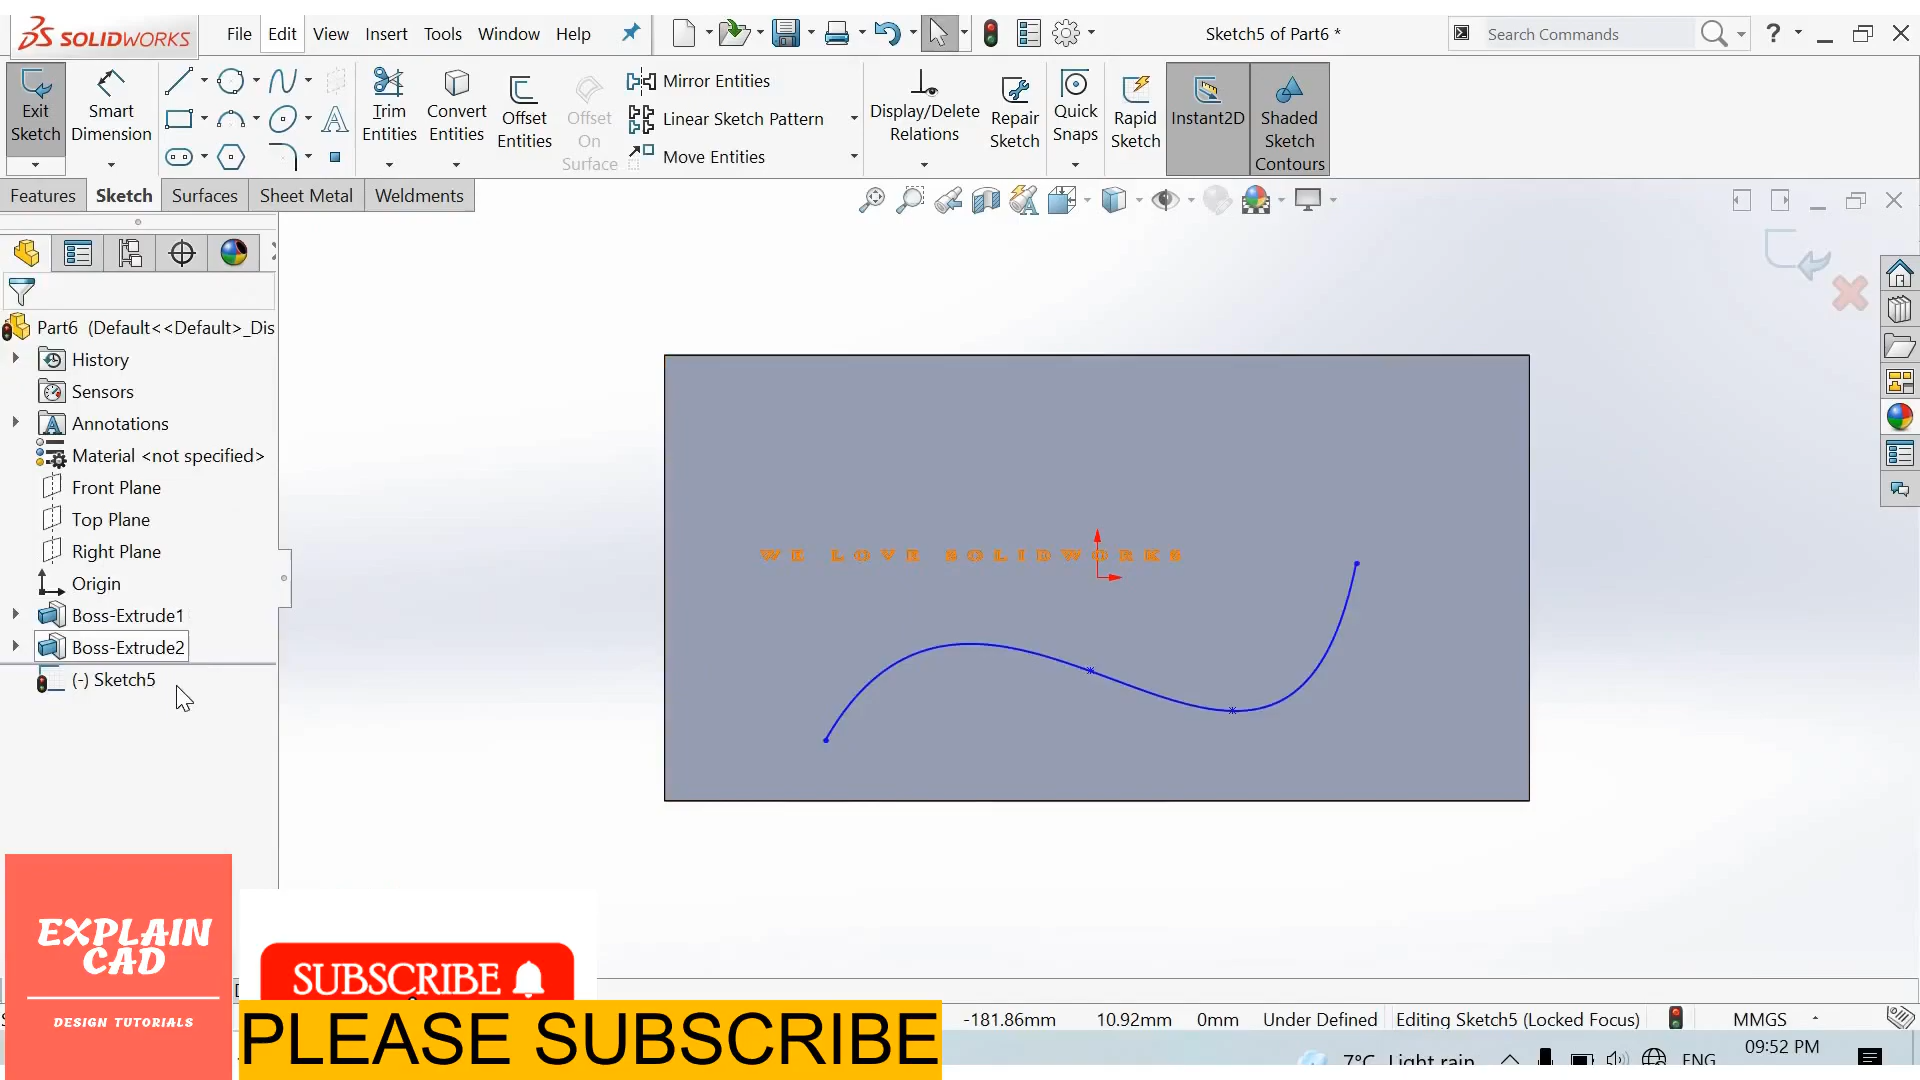 SOLIDWORKS
File Edit View Insert Tools Window Help
Sketch5 of Part6 *
Search Commands
Exit Sketch
Smart Dimension
Trim Entities
Convert Entities
Offset Entities
Offset On Surface
Mirror Entities
Linear Sketch Pattern
Move Entities
Display/Delete Relations
Repair Sketch
Quick Snaps
Rapid Sketch
Instant2D
Shaded Sketch Contours
Features Sketch Surfaces Sheet Metal Weldments
Part6 (Default<<Default>_Dis
History
Sensors
Annotations
Material <not specified>
Front Plane
Top Plane
Right Plane
Origin
Boss-Extrude1
Boss-Extrude2
(-) Sketch5
WE LOVE SOLIDWORKS
EXPLAIN
CAD
DESIGN TUTORIALS
SUBSCRIBE
PLEASE SUBSCRIBE
-181.86mm 10.92mm 0mm Under Defined Editing Sketch5 (Locked Focus) MMGS
7°C Light rain ENG 09:52 PM